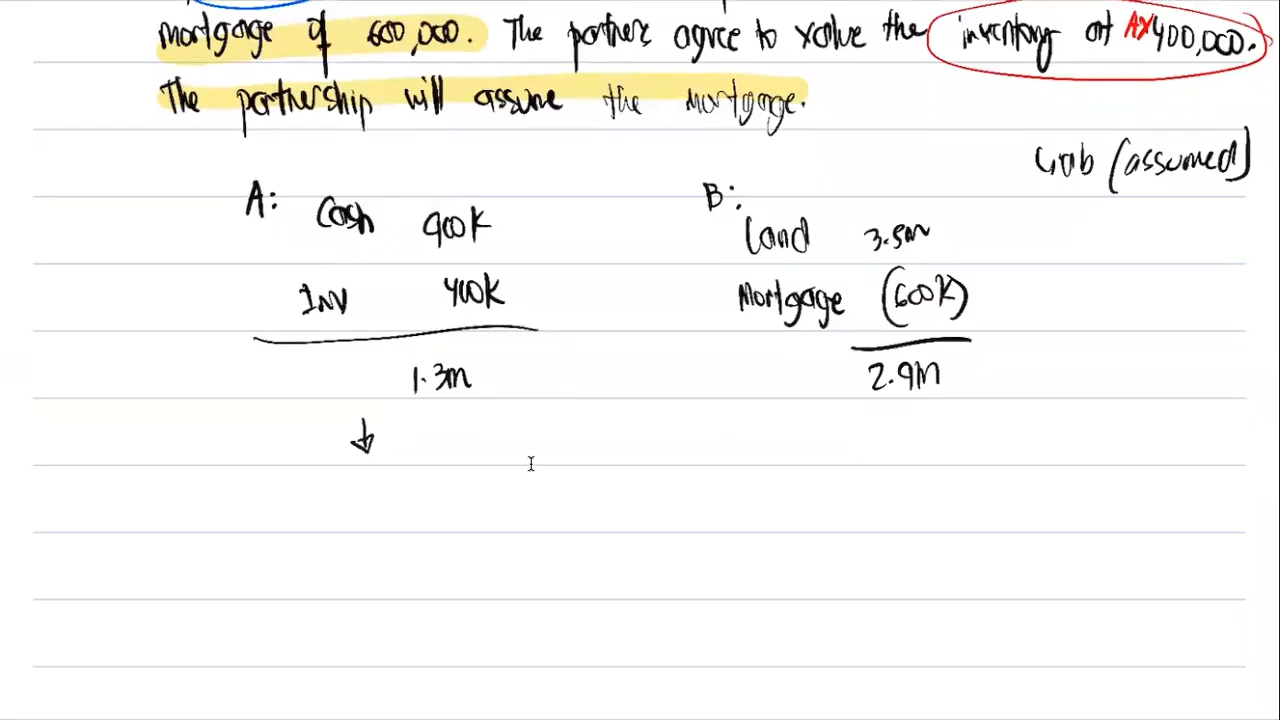 mortgage of 600,000. The partners agree to value the inventory at AV 400,000.
The partnership will assume the mortgage.
(assumed)
A: B:
Cash 900K Land 3.5m
Inv 400K Mortgage (600K)
1.3m 2.9M